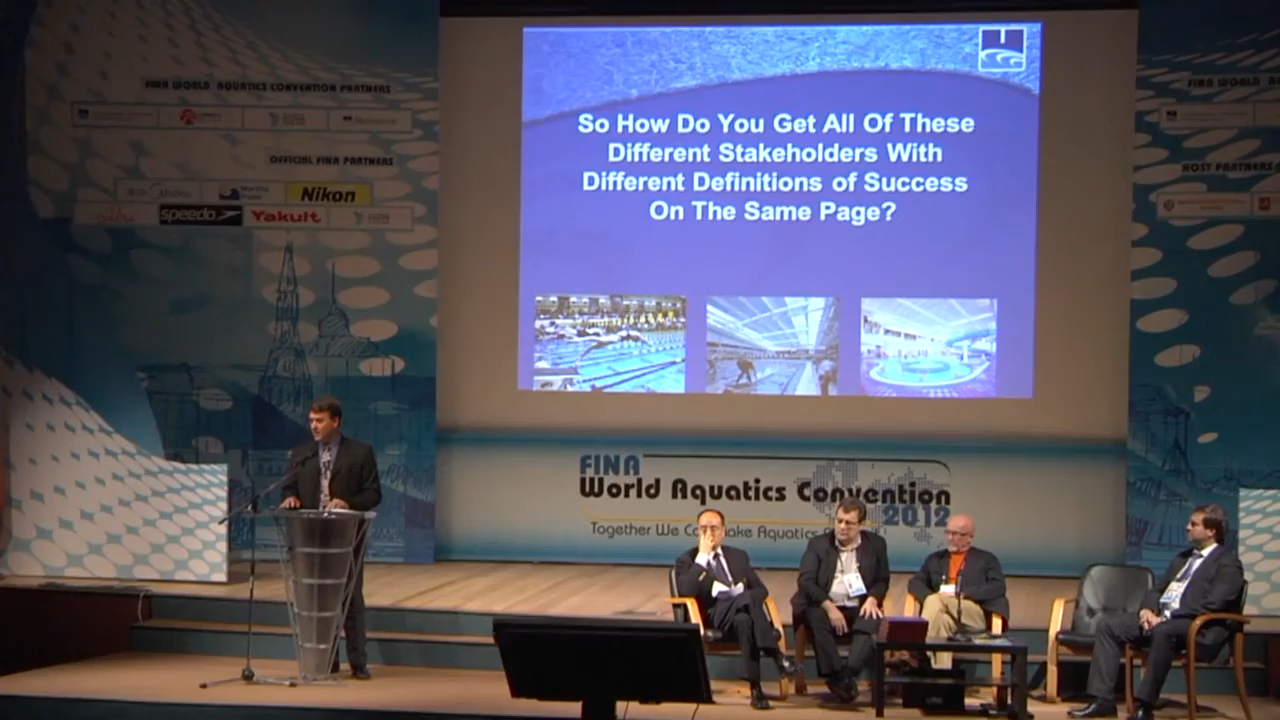 So How Do You Get All Of These
Different Stakeholders With
Different Definitions of Success
On The Same Page?
FINA WORLD AQUATICS CONVENTION PARTNERS
OFFICIAL FINA PARTNERS
Nikon
speedo
Yakult
FINA WORLD
HOST PARTNERS
FINA
World Aquatics Convention
2012
Together We Aquatics